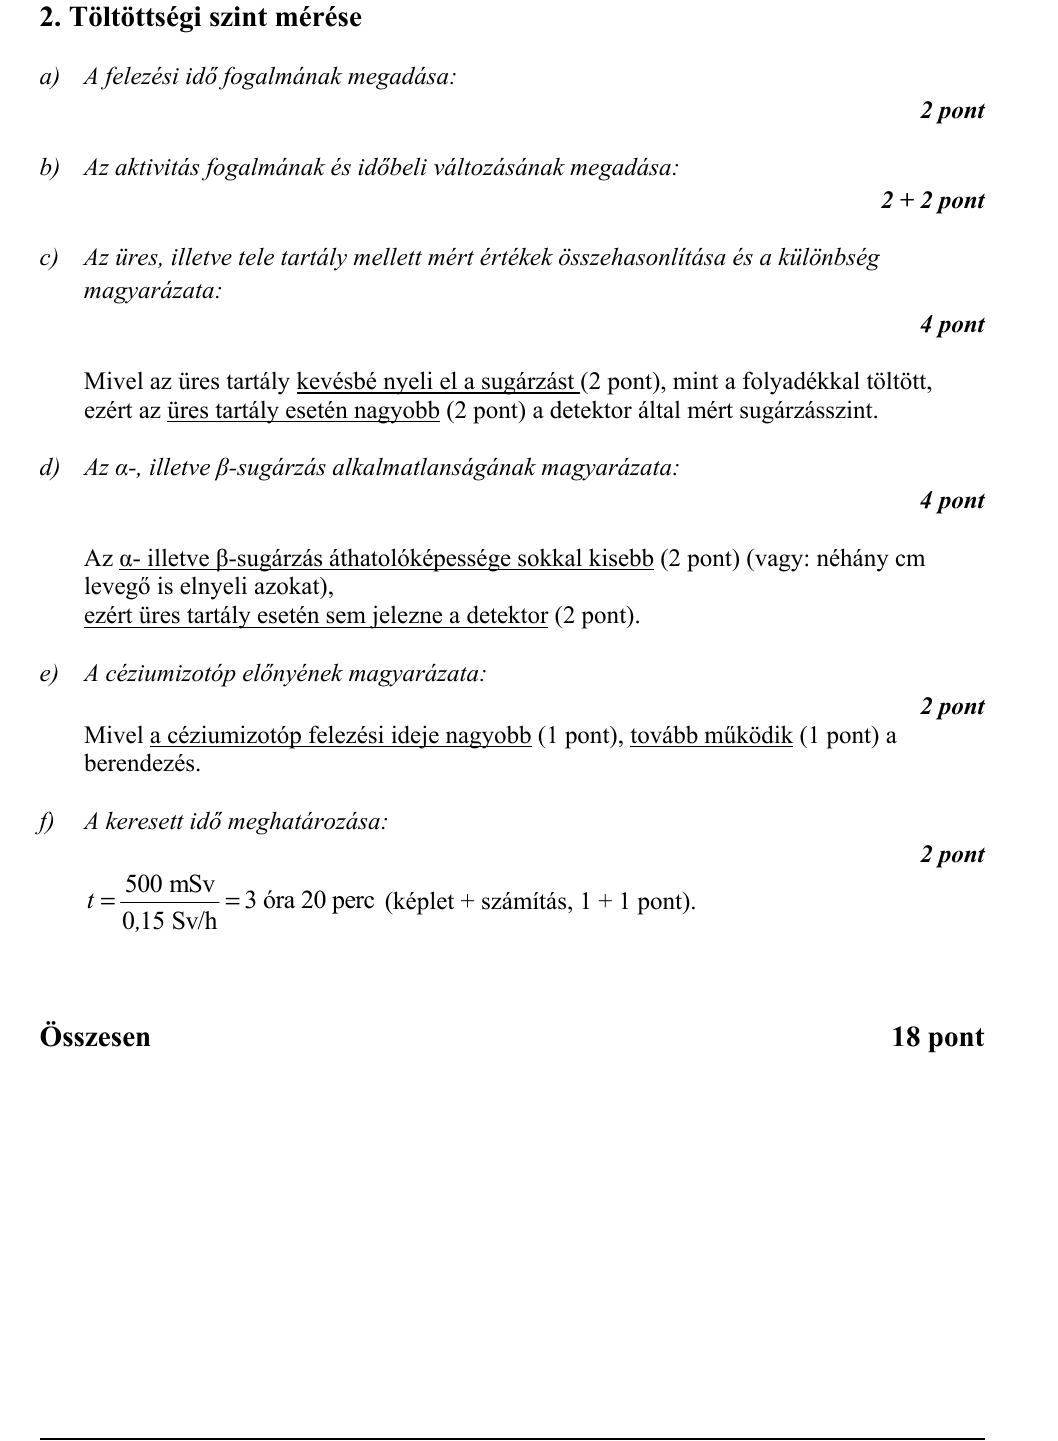 2. Töltöttségi szint mérése
a) A felezési idő fogalmának megadása:
2 pont
b) Az aktivitás fogalmának és időbeli változásának megadása:
2 + 2 pont
c) Az üres, illetve tele tartály mellett mért értékek összehasonlítása és a különbség
magyarázata:
4 pont
Mivel az üres tartály kevésbé nyeli el a sugárzást (2 pont), mint a folyadékkal töltött,
ezért az üres tartály esetén nagyobb (2 pont) a detektor által mért sugárzásszint.
d) Az α-, illetve β-sugárzás alkalmatlanságának magyarázata:
4 pont
Az α- illetve β-sugárzás áthatolóképessége sokkal kisebb (2 pont) (vagy: néhány cm
levegő is elnyeli azokat),
ezért üres tartály esetén sem jelezne a detektor (2 pont).
e) A céziumizotóp előnyének magyarázata:
2 pont
Mivel a céziumizotóp felezési ideje nagyobb (1 pont), tovább működik (1 pont) a
berendezés.
f) A keresett idő meghatározása:
2 pont
t = 500 mSv / 0,15 Sv/h = 3 óra 20 perc (képlet + számítás, 1 + 1 pont).
Összesen 18 pont